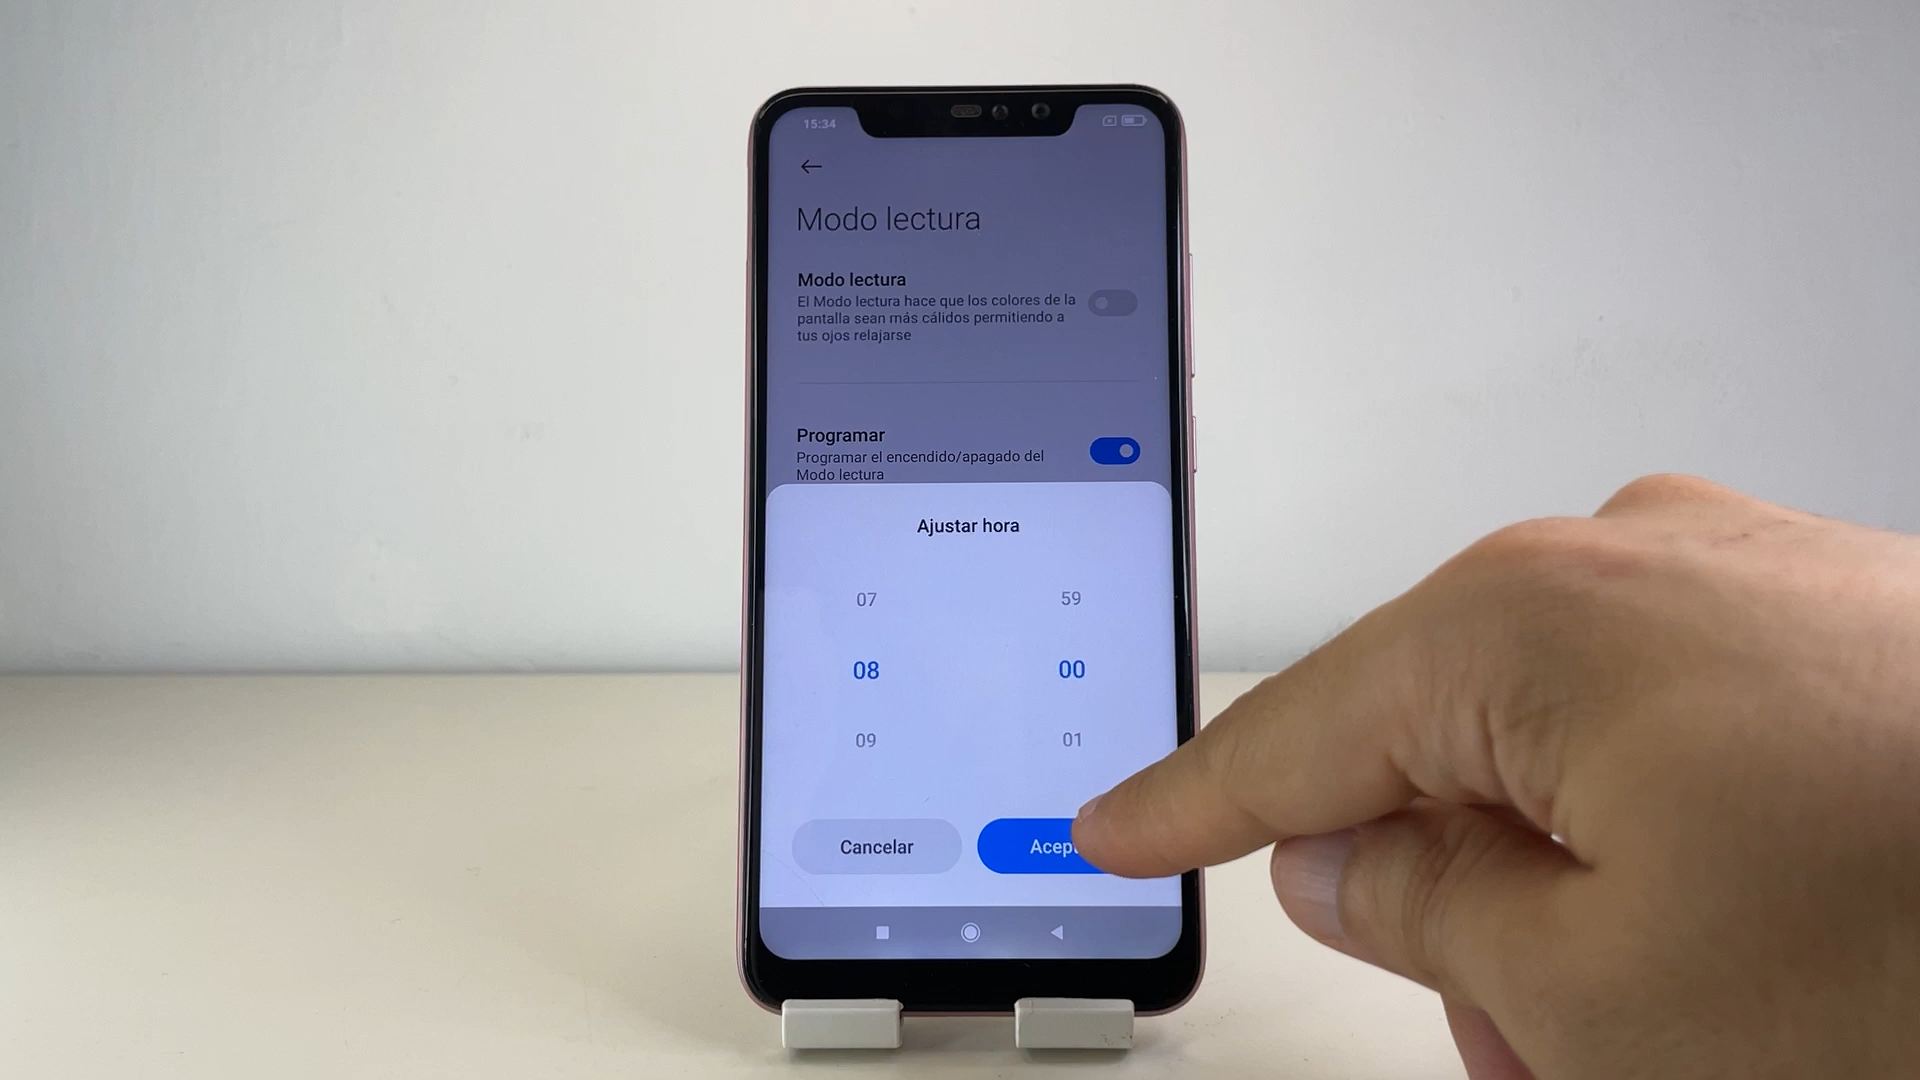 15:34
Modo lectura
Modo lectura
El Modo lectura hace que los colores de la
pantalla sean más cálidos permitiendo a
tus ojos relajarse
Programar
Programar el encendido/apagado del
Modo lectura
Ajustar hora
07 59
08 00
09 01
Cancelar